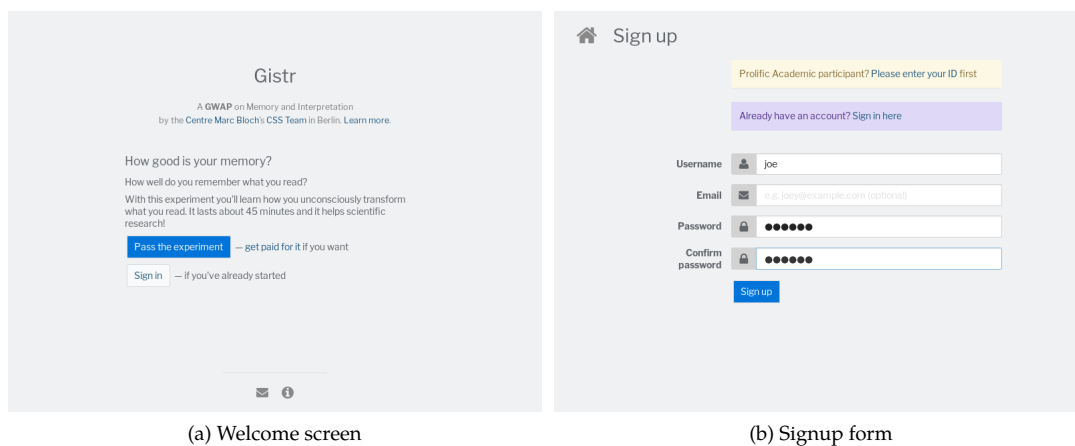 Gistr
A GWAP on Memory and Interpretation
by the Centre Marc Bloch's CSS Team in Berlin. Learn more.
How good is your memory?
How well do you remember what you read?
With this experiment you'll learn how you unconsciously transform
what you read. It lasts about 45 minutes and it helps scientific
research!
Pass the experiment — get paid for it if you want
Sign in — if you've already started
(a) Welcome screen
Sign up
Prolific Academic participant? Please enter your ID first
Already have an account? Sign in here
Username joe
Email e.g. joey@example.com (optional)
Password ●●●●●●
Confirm
password ●●●●●●
Sign up
(b) Signup form